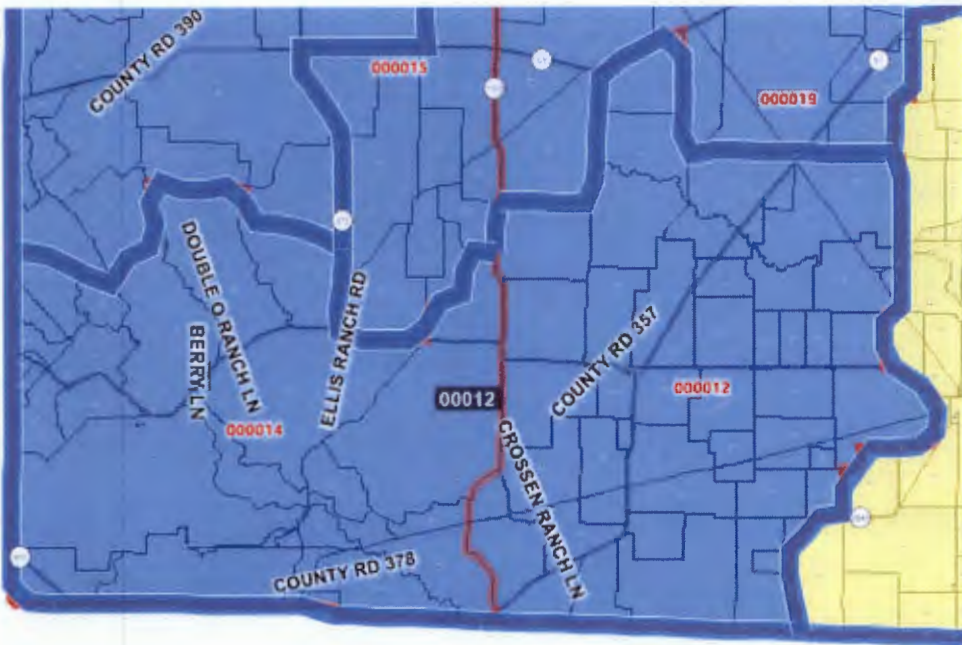 COUNTY RD 390
000015
000019
DOUBLE O RANCH LN
BERRY LN
ELLIS RANCH RD
COUNTY RD 357
00012
000012
000014
CROSSEN RANCH LN
COUNTY RD 378